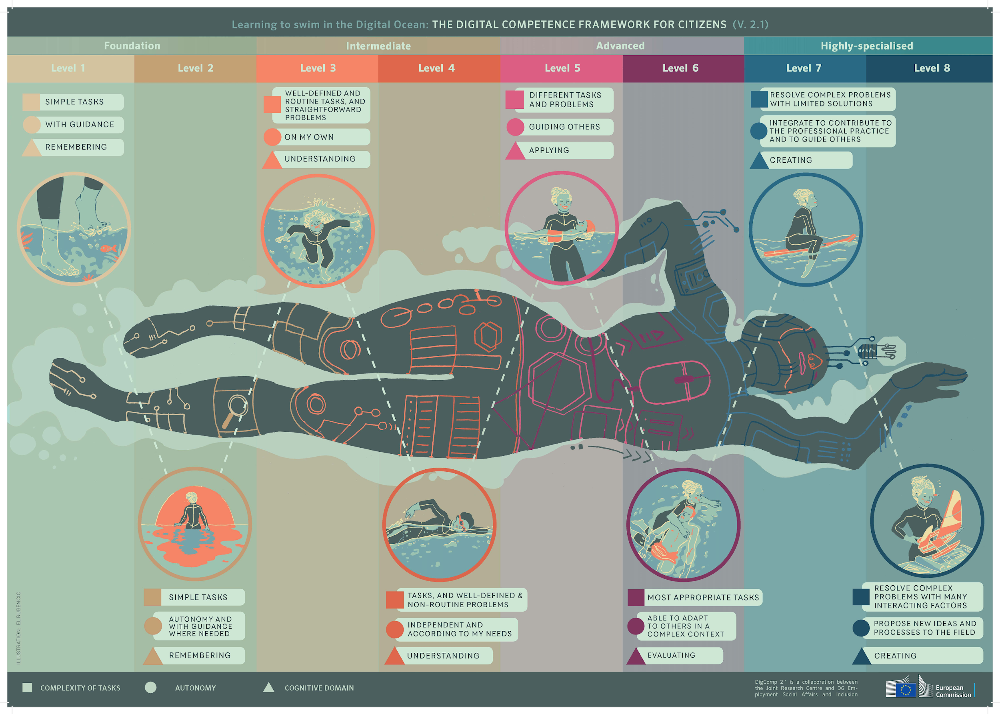 Learning to swim in the Digital Ocean: THE DIGITAL COMPETENCE FRAMEWORK FOR CITIZENS (V. 2.1)
Foundation
Intermediate
Advanced
Highly-specialised
Level 1
Level 2
Level 3
Level 4
Level 5
Level 6
Level 7
Level 8
SIMPLE TASKS
WITH GUIDANCE
REMEMBERING
WELL-DEFINED AND
ROUTINE TASKS, AND
STRAIGHTFORWARD
PROBLEMS
ON MY OWN
UNDERSTANDING
DIFFERENT TASKS
AND PROBLEMS
GUIDING OTHERS
APPLYING
RESOLVE COMPLEX PROBLEMS
WITH LIMITED SOLUTIONS
INTEGRATE TO CONTRIBUTE TO
THE PROFESSIONAL PRACTICE
AND TO GUIDE OTHERS
CREATING
SIMPLE TASKS
AUTONOMY AND
WITH GUIDANCE
WHERE NEEDED
REMEMBERING
TASKS, AND WELL-DEFINED &
NON-ROUTINE PROBLEMS
INDEPENDENT AND
ACCORDING TO MY NEEDS
UNDERSTANDING
MOST APPROPRIATE TASKS
ABLE TO ADAPT
TO OTHERS IN A
COMPLEX CONTEXT
EVALUATING
RESOLVE COMPLEX
PROBLEMS WITH MANY
INTERACTING FACTORS
PROPOSE NEW IDEAS AND
PROCESSES TO THE FIELD
CREATING
ILLUSTRATION: EL RUBENCIO
COMPLEXITY OF TASKS
AUTONOMY
COGNITIVE DOMAIN
DigComp 2.1 is a collaboration between
the Joint Research Centre and DG Em-
ployment Social Affairs and Inclusion
European
Commission